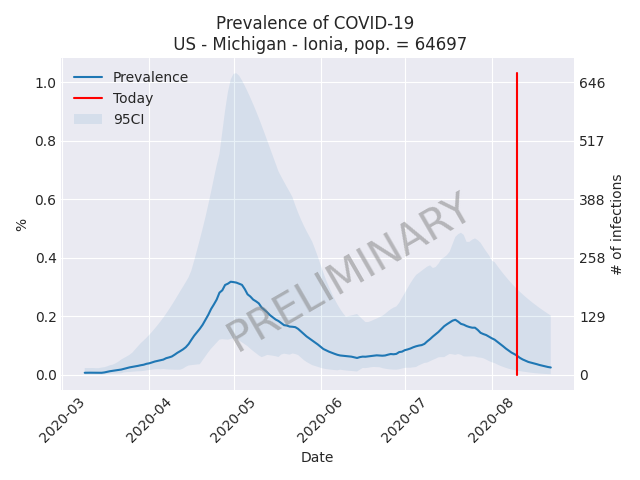 Prevalence of COVID-19
US - Michigan - Ionia, pop. = 64697
Prevalence
Today
95CI
1.0
0.8
0.6
0.4
0.2
0.0
%
646
517
388
258
129
0
# of infections
PRELIMINARY
2020-03
2020-04
2020-05
2020-06
2020-07
2020-08
Date